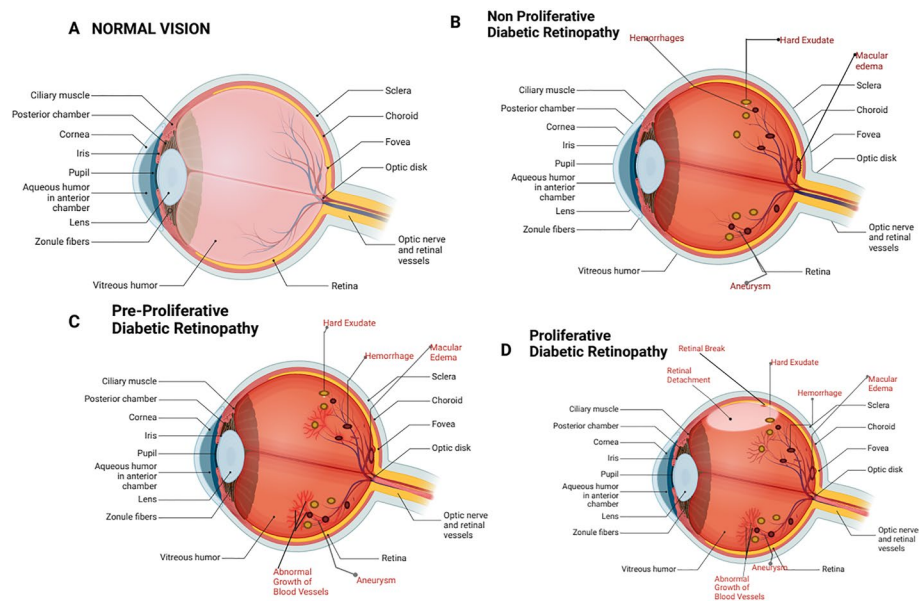 A NORMAL VISION
Ciliary muscle
Posterior chamber
Cornea
Iris
Pupil
Aqueous humor
in anterior
chamber
Lens
Zonule fibers
Vitreous humor
Sclera
Choroid
Fovea
Optic disk
Optic nerve
and retinal
vessels
Retina
B Non Proliferative
Diabetic Retinopathy
Hemorrhages
Hard Exudate
Macular
edema
Ciliary muscle
Posterior chamber
Cornea
Iris
Pupil
Aqueous humor
in anterior
chamber
Lens
Zonule fibers
Vitreous humor
Sclera
Choroid
Fovea
Optic disk
Optic nerve
and retinal
vessels
Retina
Aneurysm
C Pre-Proliferative
Diabetic Retinopathy
Hard Exudate
Hemorrhage
Macular
Edema
Ciliary muscle
Posterior chamber
Cornea
Iris
Pupil
Aqueous humor
in anterior
chamber
Lens
Zonule fibers
Vitreous humor
Sclera
Choroid
Fovea
Optic disk
Optic nerve
and retinal
vessels
Retina
Abnormal
Growth of
Blood Vessels
Aneurysm
D Proliferative
Diabetic Retinopathy
Retinal Break
Retinal
Detachment
Hard Exudate
Hemorrhage
Macular
Edema
Ciliary muscle
Posterior chamber
Cornea
Iris
Pupil
Aqueous humor
in anterior
chamber
Lens
Zonule fibers
Vitreous humor
Sclera
Choroid
Fovea
Optic disk
Optic nerve
and retinal
vessels
Retina
Aneurysm
Abnormal
Growth of
Blood Vessels